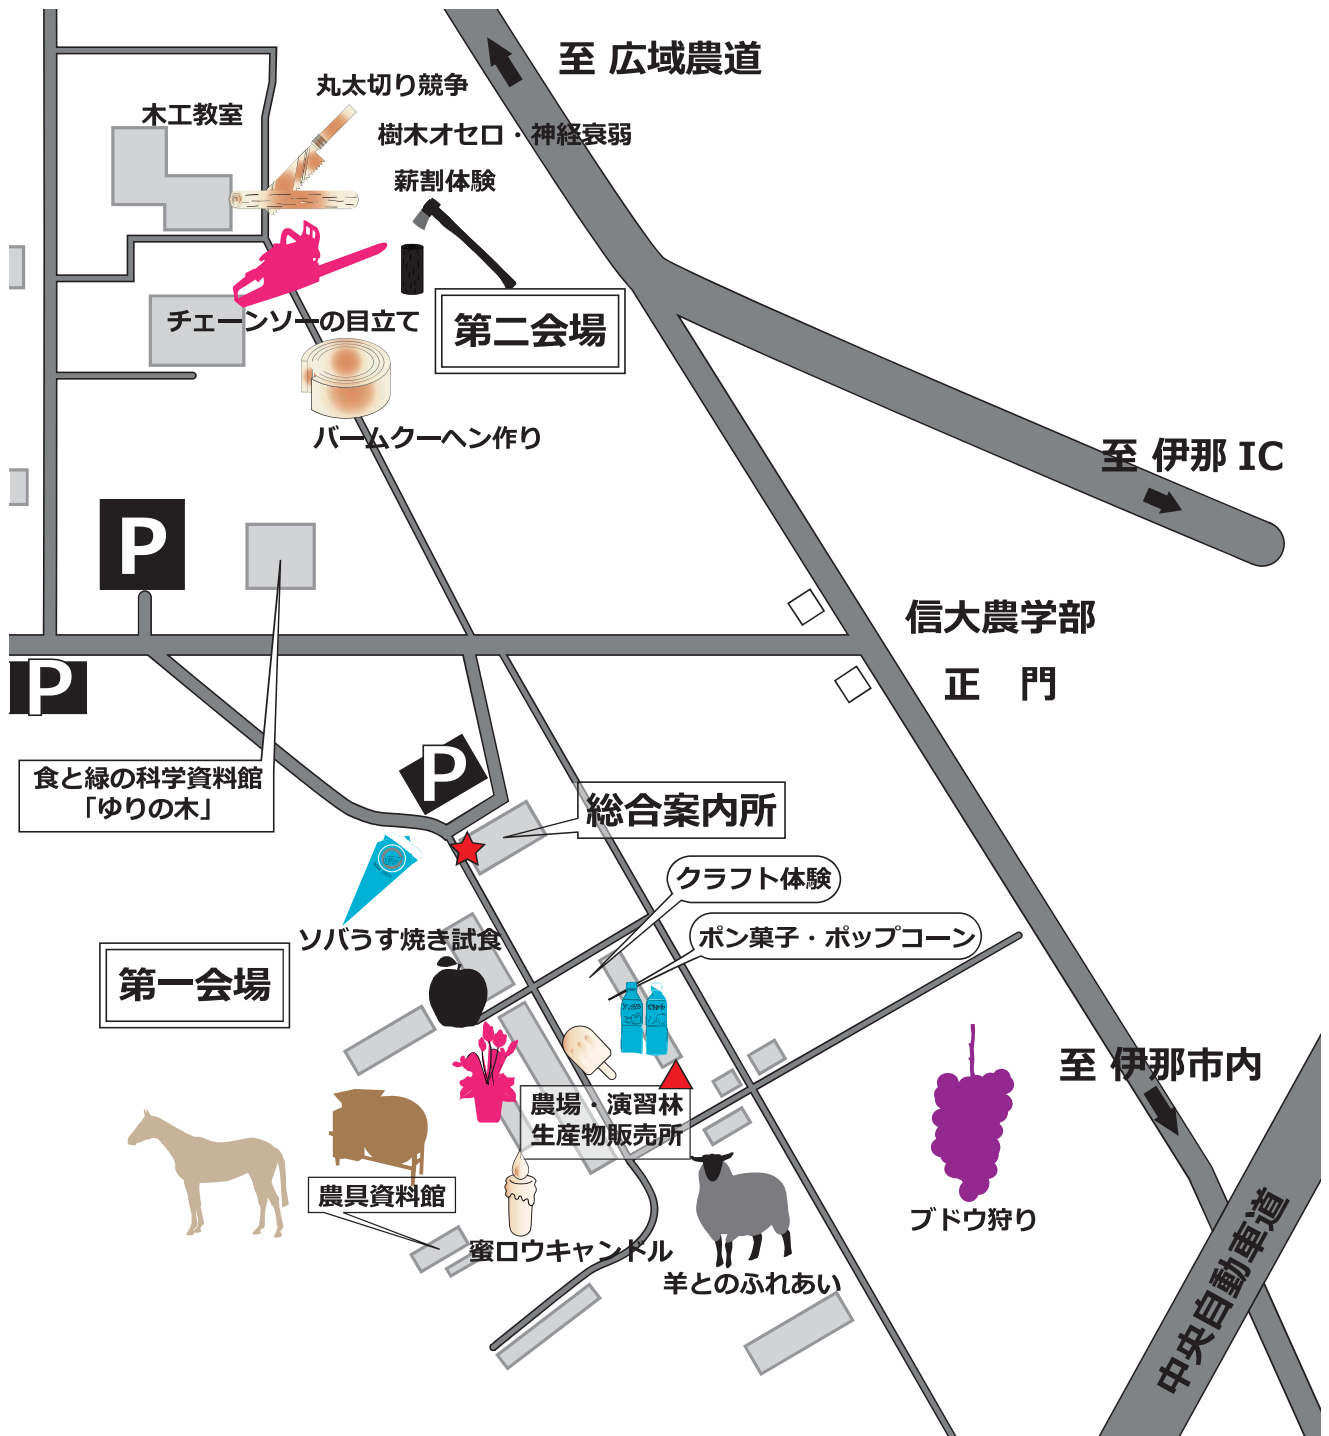 至 広域農道
丸太切り競争
木工教室
樹木オセロ・神経衰弱
薪割体験
チェーンソーの目立て
第二会場
バームクーヘン作り
至 伊那 IC
P
信大農学部
正 門
P
P
食と緑の科学資料館
「ゆりの木」
総合案内所
クラフト体験
ソバうす焼き試食
ポン菓子・ポップコーン
第一会場
至 伊那市内
農場・演習林
生産物販売所
農具資料館
ブドウ狩り
蜜ロウキャンドル
羊とのふれあい
中央自動車道